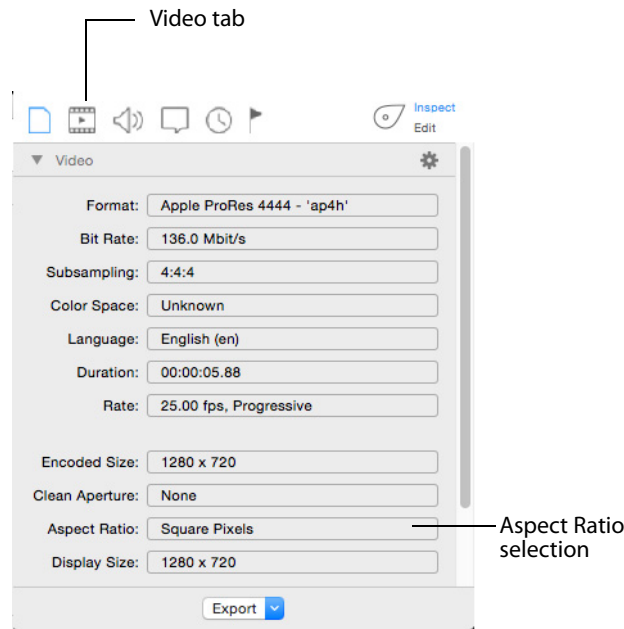 Video tab
Inspect
Edit
Video
Format: Apple ProRes 4444 - 'ap4h'
Bit Rate: 136.0 Mbit/s
Subsampling: 4:4:4
Color Space: Unknown
Language: English (en)
Duration: 00:00:05.88
Rate: 25.00 fps, Progressive
Encoded Size: 1280 x 720
Clean Aperture: None
Aspect Ratio: Square Pixels
Aspect Ratio
selection
Display Size: 1280 x 720
Export